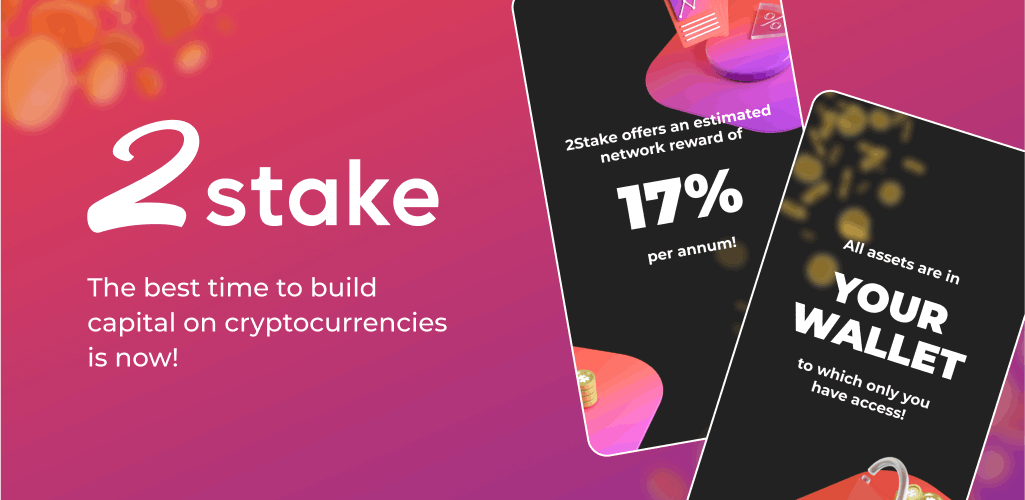 2stake
The best time to build
capital on cryptocurrencies
is now!
2Stake offers an estimated
network reward of
17%
per annum!
All assets are in
YOUR
WALLET
to which only you
have access!
%